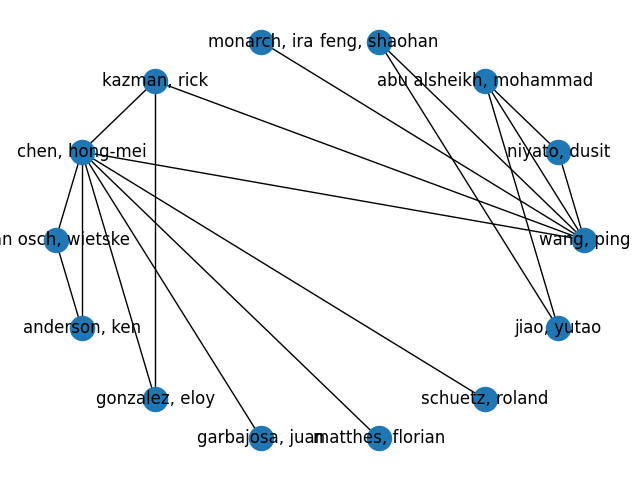 monarch, ira
feng, shaohan
kazman, rick
abu alsheikh, mohammad
chen, hong-mei
niyato, dusit
n osch, wietske
wang, ping
anderson, ken
jiao, yutao
gonzalez, eloy
schuetz, roland
garbajosa, juan
matthes, florian